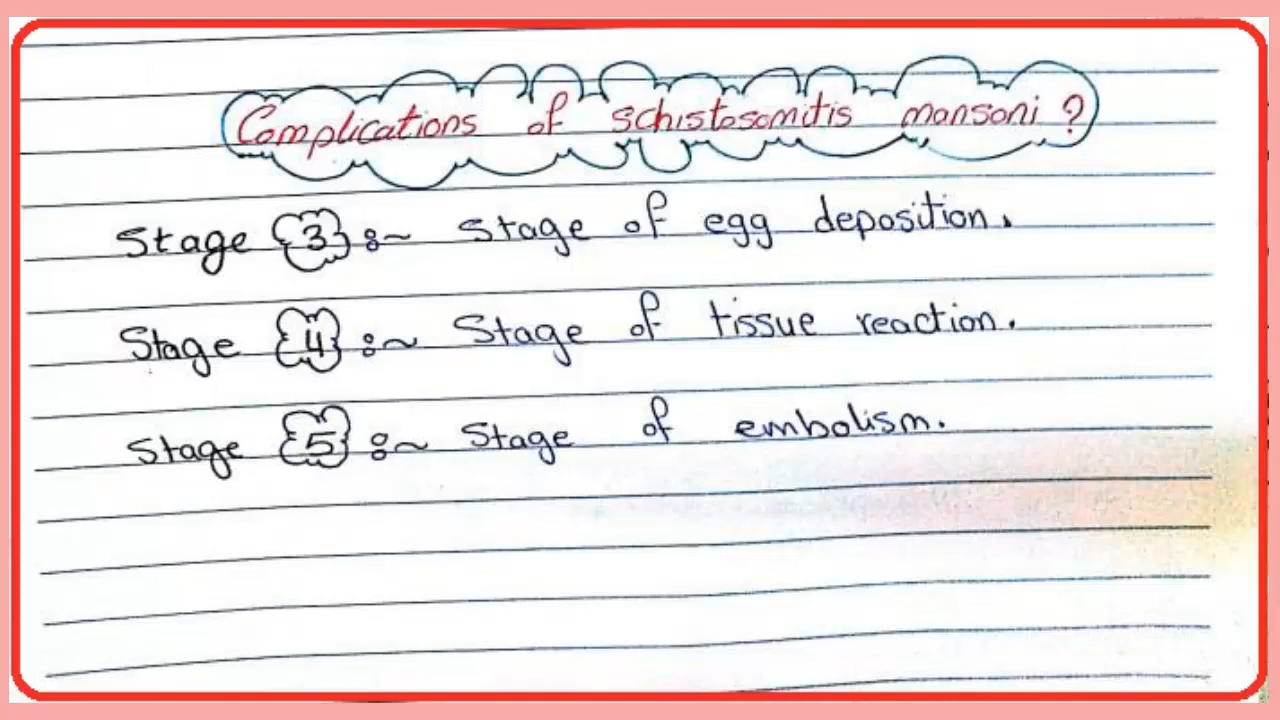 Complications of schistosomitis mansoni ?
Stage {3} :~ Stage of egg deposition.
Stage {4} :~ Stage of tissue reaction.
Stage {5} :~ Stage of embolism.